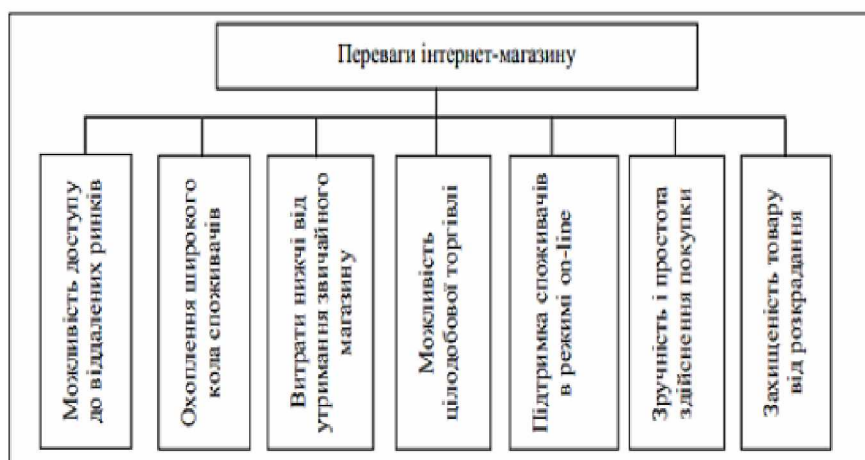 Переваги інтернет-магазину
Можливість доступу
до віддалених ринків
Охоплення широкого
кола споживачів
Витрати нижчі від
утримання звичайного
магазину
Можливість
цілодобової торгівлі
Підтримка споживачів
в режимі on-line
Зручність і простота
здійснення покупки
Захищеність товару
від розкрадання